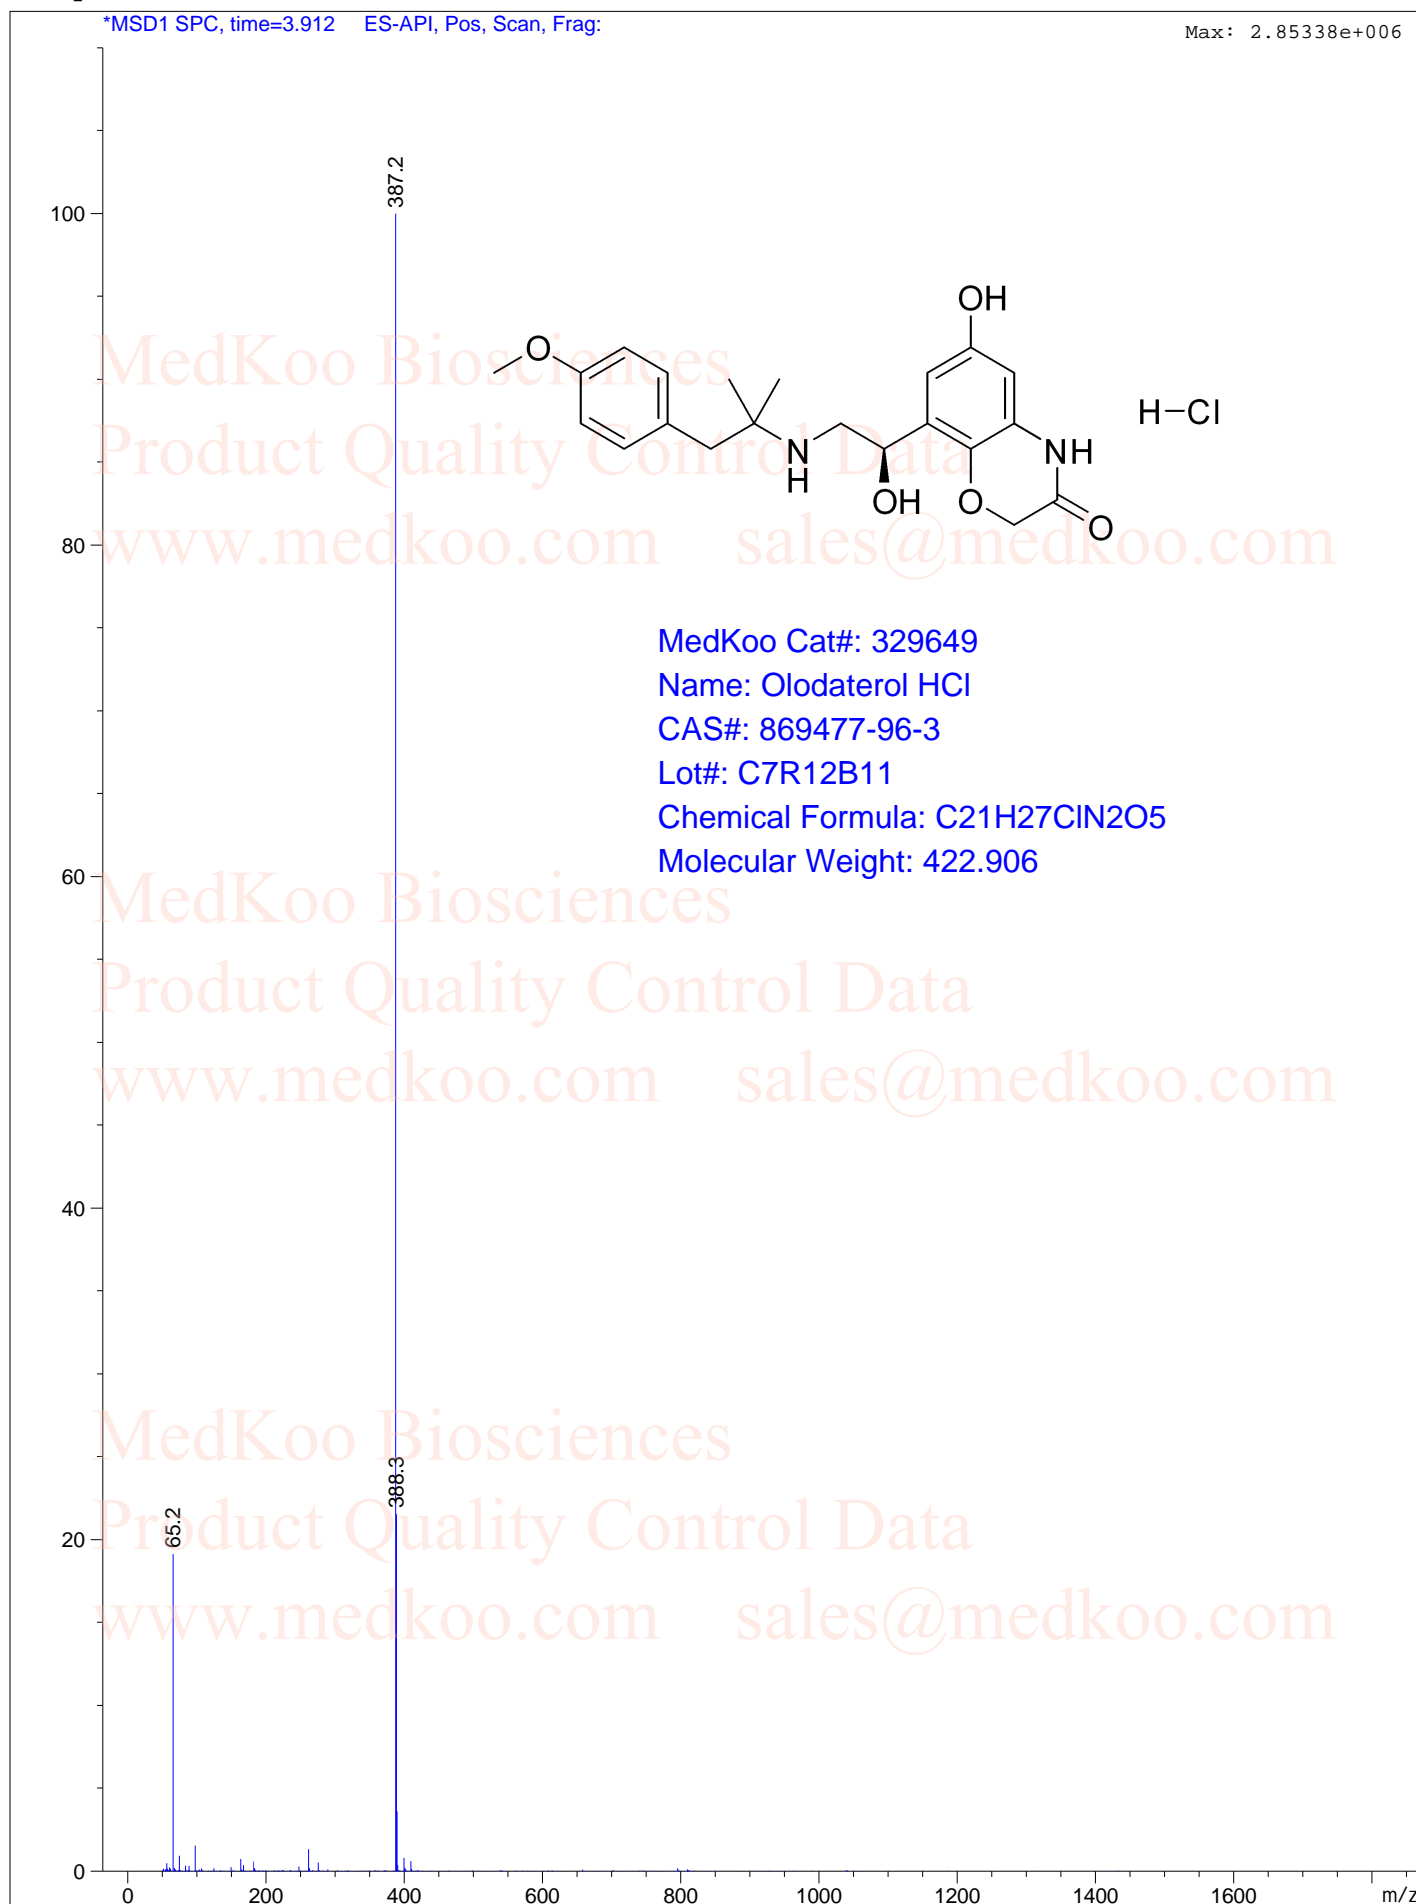 *MSD1 SPC, time=3.912 ES-API, Pos, Scan, Frag:
Max: 2.85338e+006
387.2
100
OH
O
H-Cl
N
H
NH
OH
O
O
MedKoo Biosciences
Product Quality Control Data
www.medkoo.com sales@medkoo.com
80
MedKoo Cat#: 329649
Name: Olodaterol HCl
CAS#: 869477-96-3
Lot#: C7R12B11
Chemical Formula: C21H27ClN2O5
Molecular Weight: 422.906
60
MedKoo Biosciences
Product Quality Control Data
www.medkoo.com sales@medkoo.com
40
MedKoo Biosciences
388.3
Product Quality Control Data
65.2
20
www.medkoo.com sales@medkoo.com
0
0 200 400 600 800 1000 1200 1400 1600 m/z